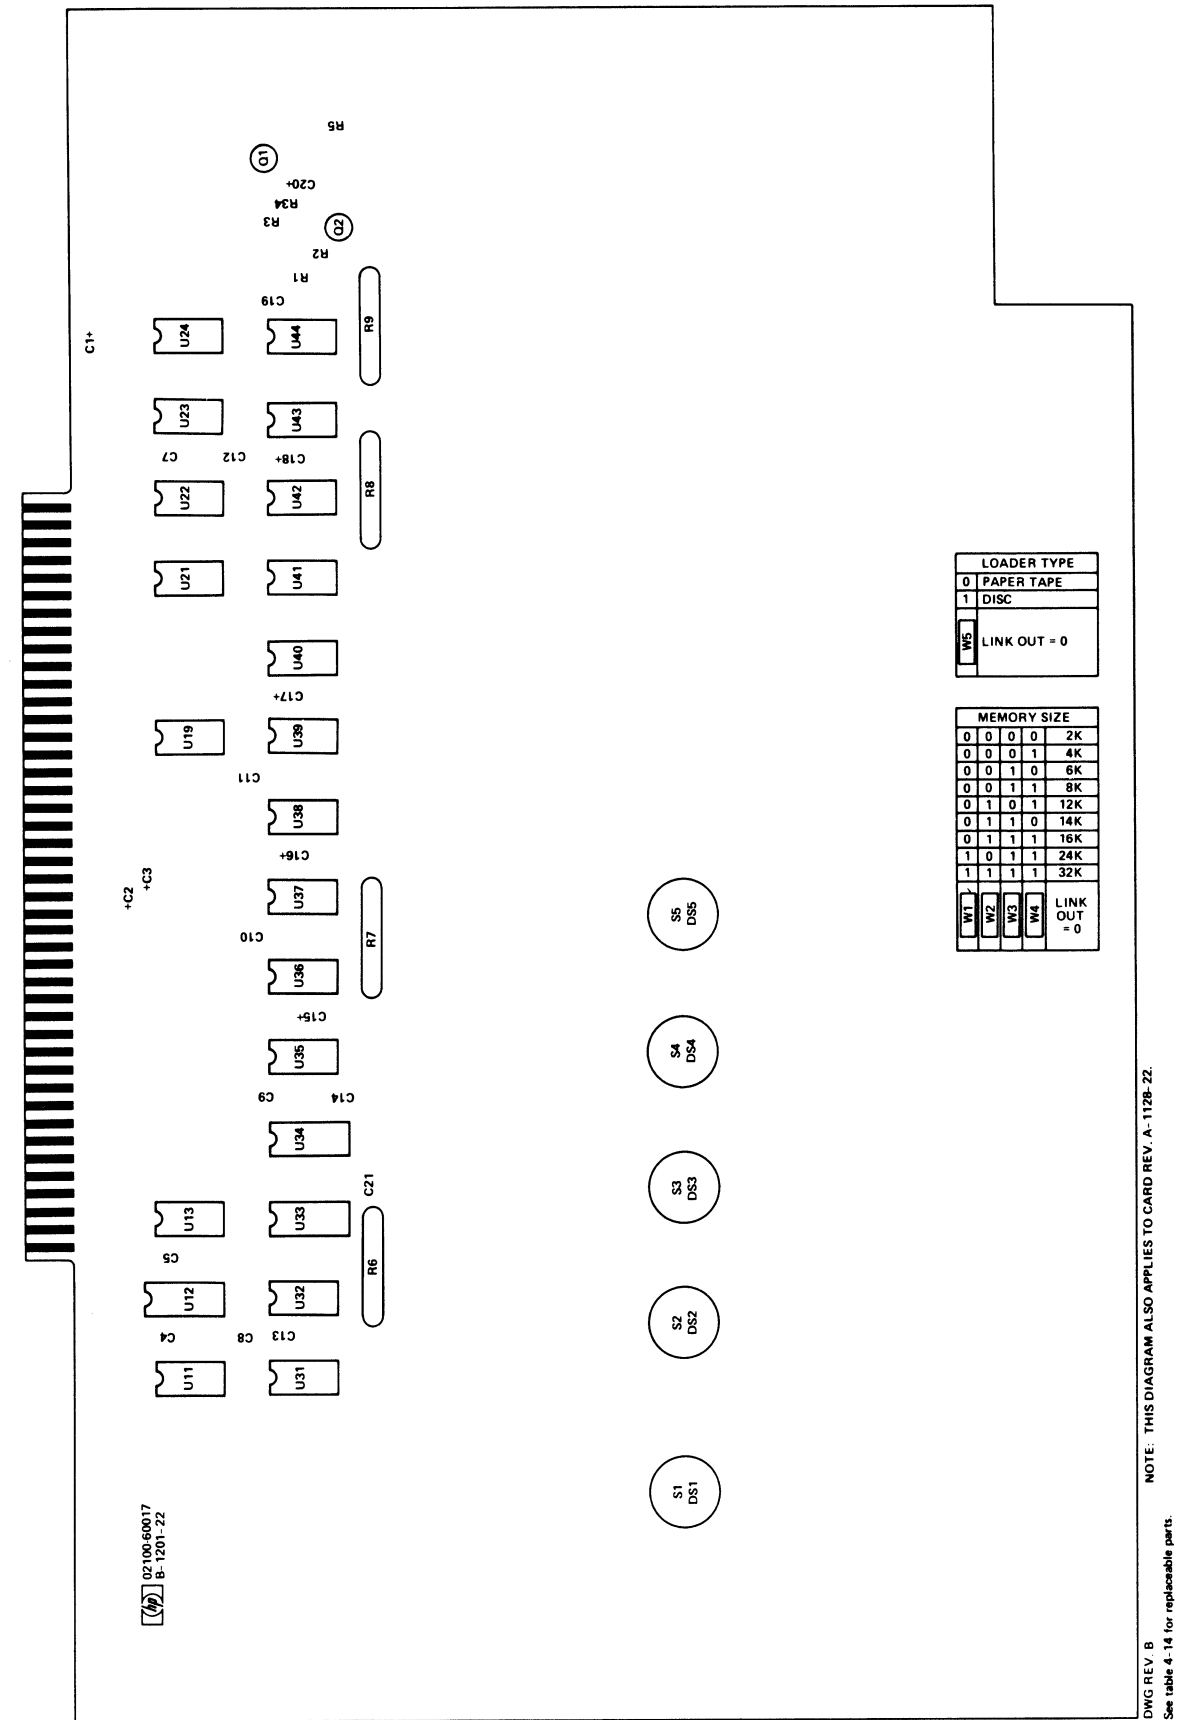 R5
Q1
C20+
R34
R3
Q2
R2
R1
C19
C1+
U24
U44
R9
U23
U43
C7
C12
C18+
U22
U42
R8
U21
U41
U40
C17+
U19
U39
C11
U38
C16+
+C2
+C3
U37
C10
R7
U36
C15+
U35
C9
C14
U34
C21
U13
U33
C5
R6
U12
U32
C4
C8
C13
U11
U31
S5
DS5
S4
DS4
S3
DS3
S2
DS2
S1
DS1
LOADER TYPE
0 PAPER TAPE
1 DISC
W5 LINK OUT = 0
MEMORY SIZE
0 0 0 0 2K
0 0 0 1 4K
0 0 1 0 6K
0 0 1 1 8K
0 1 0 1 12K
0 1 1 0 14K
0 1 1 1 16K
1 0 1 1 24K
1 1 1 1 32K
W1 W2 W3 W4 LINK
OUT
= 0
hp 02100-60017
B-1201-22
DWG REV. B
NOTE: THIS DIAGRAM ALSO APPLIES TO CARD REV. A-1128-22.
See table 4-14 for replaceable parts.